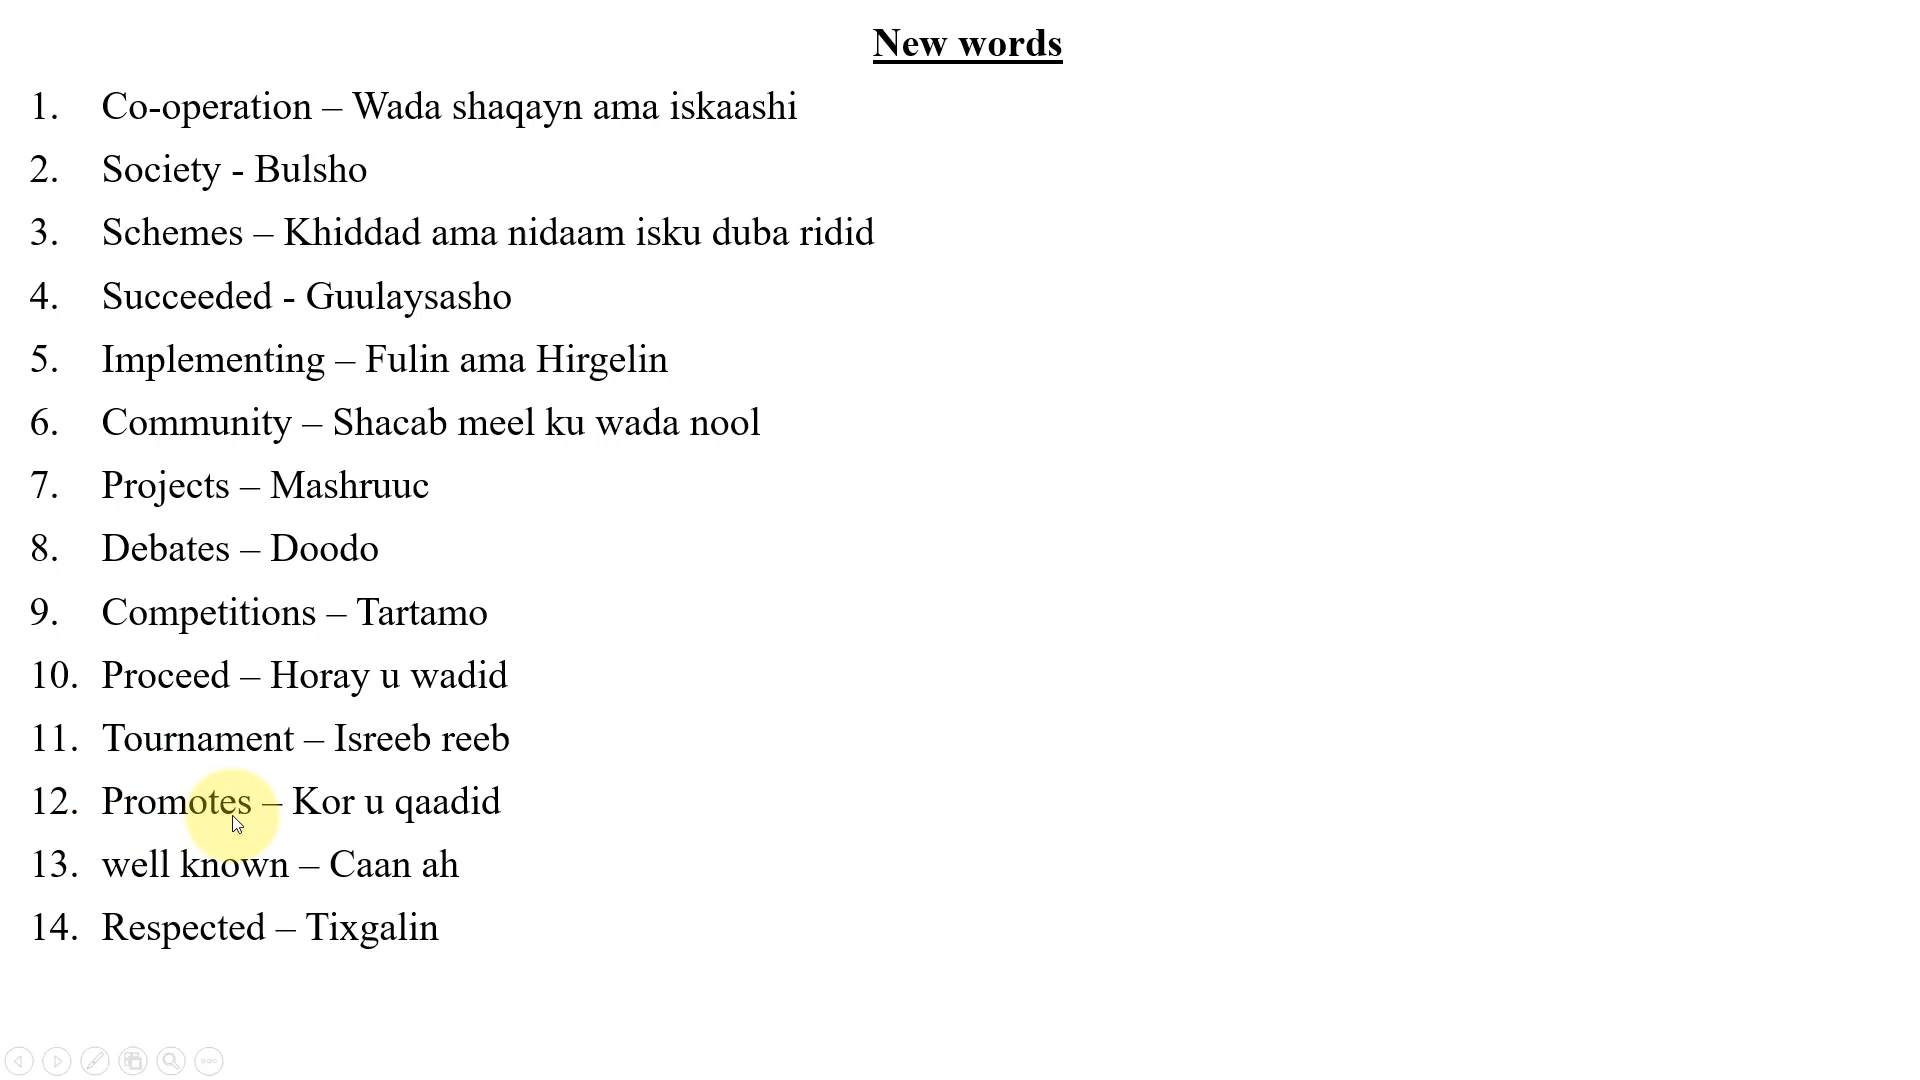 New words
1. Co-operation – Wada shaqayn ama iskaashi
2. Society - Bulsho
3. Schemes – Khiddad ama nidaam isku duba ridid
4. Succeeded - Guulaysasho
5. Implementing – Fulin ama Hirgelin
6. Community – Shacab meel ku wada nool
7. Projects – Mashruuc
8. Debates – Doodo
9. Competitions – Tartamo
10. Proceed – Horay u wadid
11. Tournament – Isreeb reeb
12. Promotes – Kor u qaadid
13. well known – Caan ah
14. Respected – Tixgalin